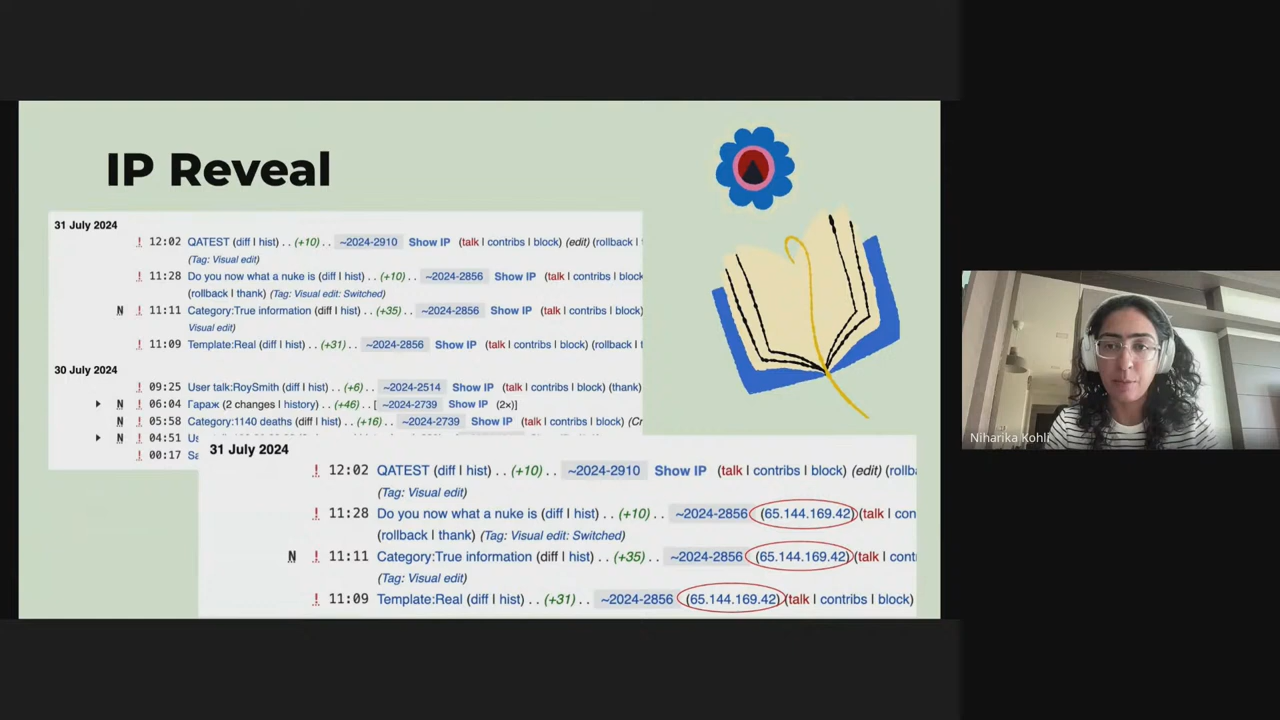 IP Reveal
31 July 2024
! 12:02 QATEST (diff | hist) . . (+10) . . ~2024-2910 Show IP (talk | contribs | block) (edit) (rollback |
(Tag: Visual edit)
! 11:28 Do you now what a nuke is (diff | hist) . . (+10) . . ~2024-2856 Show IP (talk | contribs | block
(rollback | thank) (Tag: Visual edit: Switched)
N ! 11:11 Category:True information (diff | hist) . . (+35) . . ~2024-2856 Show IP (talk | contribs | block)
Visual edit)
! 11:09 Template:Real (diff | hist) . . (+31) . . ~2024-2856 Show IP (talk | contribs | block) (rollback |
30 July 2024
! 09:25 User talk:RoySmith (diff | hist) . . (+6) . . ~2024-2514 Show IP (talk | contribs | block) (thank)
N ! 06:04 Гараж (2 changes | history) . . (+46) . . [ ~2024-2739 Show IP (2×)]
N ! 05:58 Category:1140 deaths (diff | hist) . . (+16) . . ~2024-2739 Show IP (talk | contribs | block) (Cr
N ! 04:51
! 00:17
31 July 2024
! 12:02 QATEST (diff | hist) . . (+10) . . ~2024-2910 Show IP (talk | contribs | block) (edit) (rollba
(Tag: Visual edit)
! 11:28 Do you now what a nuke is (diff | hist) . . (+10) . . ~2024-2856 (65.144.169.42) (talk | con
(rollback | thank) (Tag: Visual edit: Switched)
N ! 11:11 Category:True information (diff | hist) . . (+35) . . ~2024-2856 (65.144.169.42) (talk | cont
(Tag: Visual edit)
! 11:09 Template:Real (diff | hist) . . (+31) . . ~2024-2856 (65.144.169.42) (talk | contribs | block)
Niharika Kohli